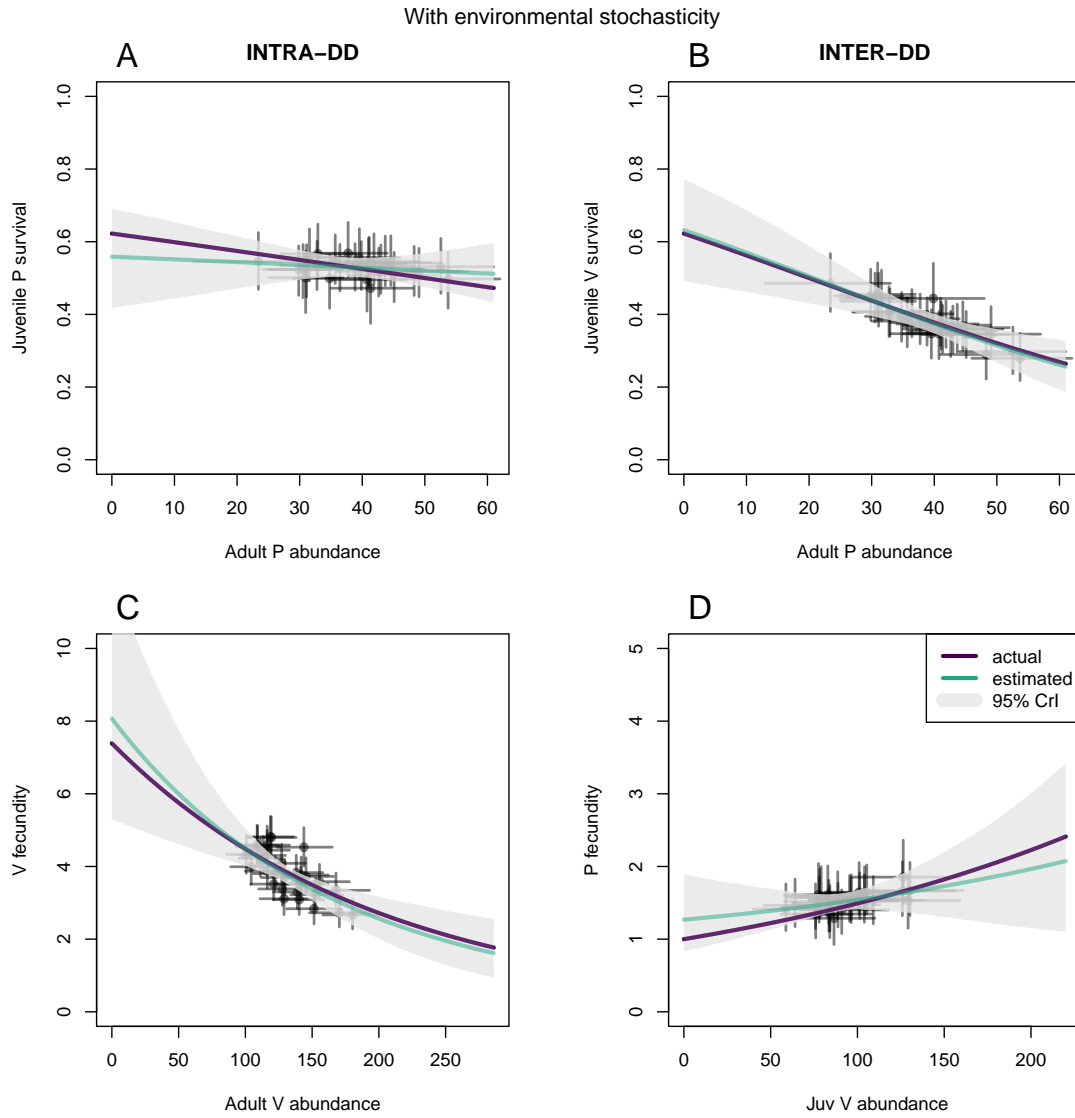 With environmental stochasticity
A
INTRA−DD
Juvenile P survival
1.0
0.8
0.6
0.4
0.2
0.0
0 10 20 30 40 50 60
Adult P abundance
B
INTER−DD
Juvenile V survival
1.0
0.8
0.6
0.4
0.2
0.0
0 10 20 30 40 50 60
Adult P abundance
C
V fecundity
10
8
6
4
2
0
0 50 100 150 200 250
Adult V abundance
D
P fecundity
5
4
3
2
1
0
actual
estimated
95% CrI
0 50 100 150 200
Juv V abundance